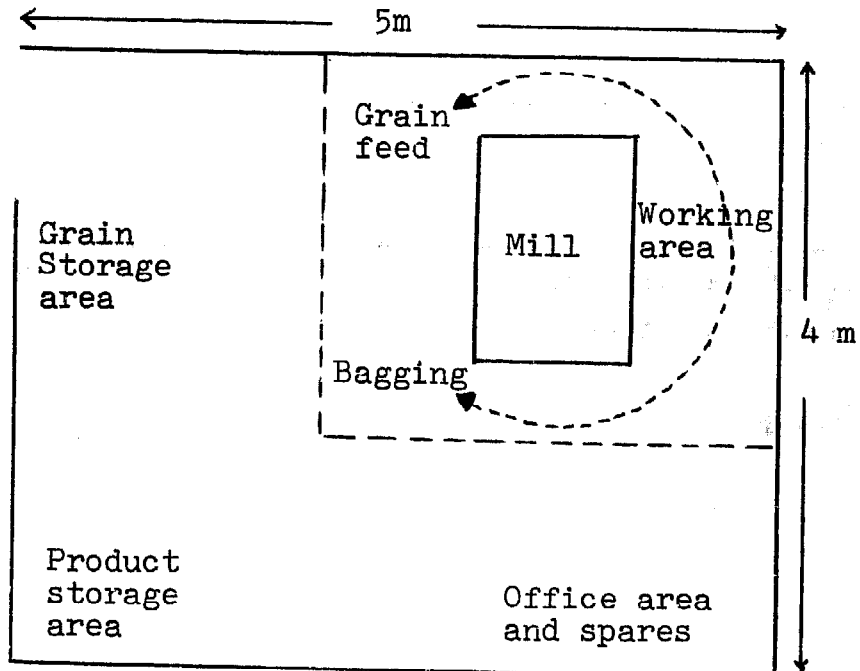 5m
Grain
feed
Working
area
Mill
Grain
Storage
area
4 m
Bagging
Product
storage
area
Office area
and spares